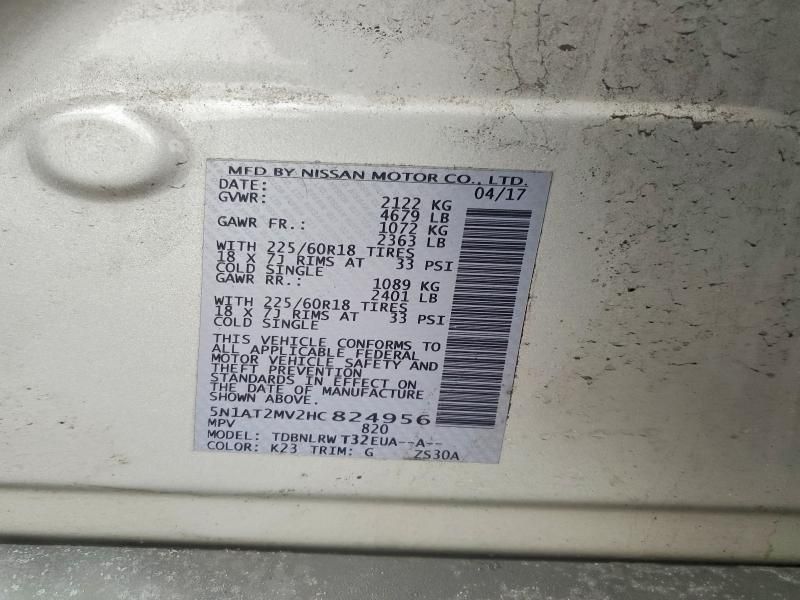 MFD BY NISSAN MOTOR CO., LTD.
DATE: 04/17
GVWR: 2122 KG
4679 LB
GAWR FR.: 1072 KG
2363 LB
WITH 225/60R18 TIRES
18 X 7J RIMS AT 33 PSI
COLD SINGLE
GAWR RR.: 1089 KG
2401 LB
WITH 225/60R18 TIRES
18 X 7J RIMS AT 33 PSI
COLD SINGLE
THIS VEHICLE CONFORMS TO
ALL APPLICABLE FEDERAL
MOTOR VEHICLE SAFETY AND
THEFT PREVENTION
STANDARDS IN EFFECT ON
THE DATE OF MANUFACTURE
SHOWN ABOVE.
5N1AT2MV2HC 824956
MPV 820
MODEL: TDBNLRW T32EUA--A--
COLOR: K23 TRIM: G ZS30A